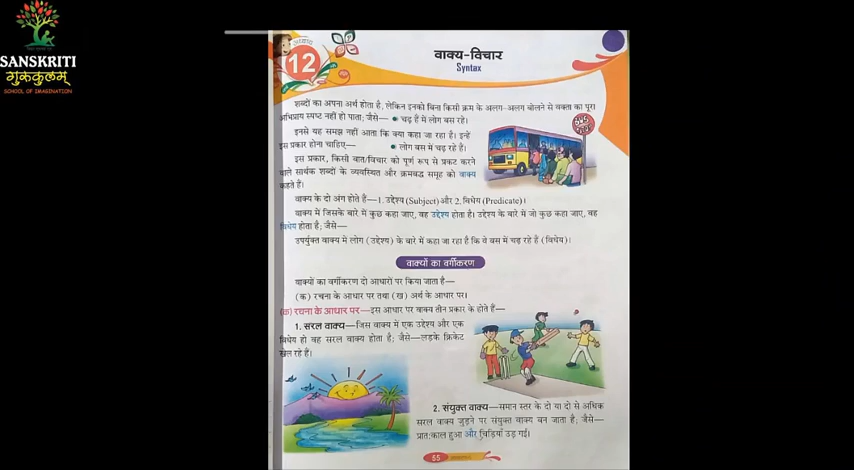 SANSKRITI
गुरुकुलम्
SCHOOL OF IMAGINATION
अध्याय
12
वाक्य-विचार
Syntax
शब्दों का अपना अर्थ होता है, लेकिन इनको बिना किसी क्रम के अलग-अलग बोलने से वक्ता का पूरा
अभिप्राय स्पष्ट नहीं हो पाता; जैसे— • चढ़ हैं में लोग बस रहे।
इनसे यह समझ नहीं आता कि क्या कहा जा रहा है। इन्हें
इस प्रकार होना चाहिए— • लोग बस में चढ़ रहे हैं।
इस प्रकार, किसी बात/विचार को पूर्ण रूप से प्रकट करने
वाले सार्थक शब्दों के व्यवस्थित और क्रमबद्ध समूह को वाक्य
कहते हैं।
वाक्य के दो अंग होते हैं—1. उद्देश्य (Subject) और 2. विधेय (Predicate)।
वाक्य में जिसके बारे में कुछ कहा जाए, वह उद्देश्य होता है। उद्देश्य के बारे में जो कुछ कहा जाए, वह
विधेय होता है; जैसे—
उपर्युक्त वाक्य में लोग (उद्देश्य) के बारे में कहा जा रहा है कि वे बस में चढ़ रहे हैं (विधेय)।
वाक्यों का वर्गीकरण
वाक्यों का वर्गीकरण दो आधारों पर किया जाता है—
(क) रचना के आधार पर तथा (ख) अर्थ के आधार पर।
(क) रचना के आधार पर—इस आधार पर वाक्य तीन प्रकार के होते हैं—
1. सरल वाक्य—जिस वाक्य में एक उद्देश्य और एक
विधेय हो वह सरल वाक्य होता है; जैसे—लड़के क्रिकेट
खेल रहे हैं।
2. संयुक्त वाक्य—समान स्तर के दो या दो से अधिक
सरल वाक्य जुड़ने पर संयुक्त वाक्य बन जाता है; जैसे—
प्रातःकाल हुआ और चिड़ियाँ उड़ गईं।
55